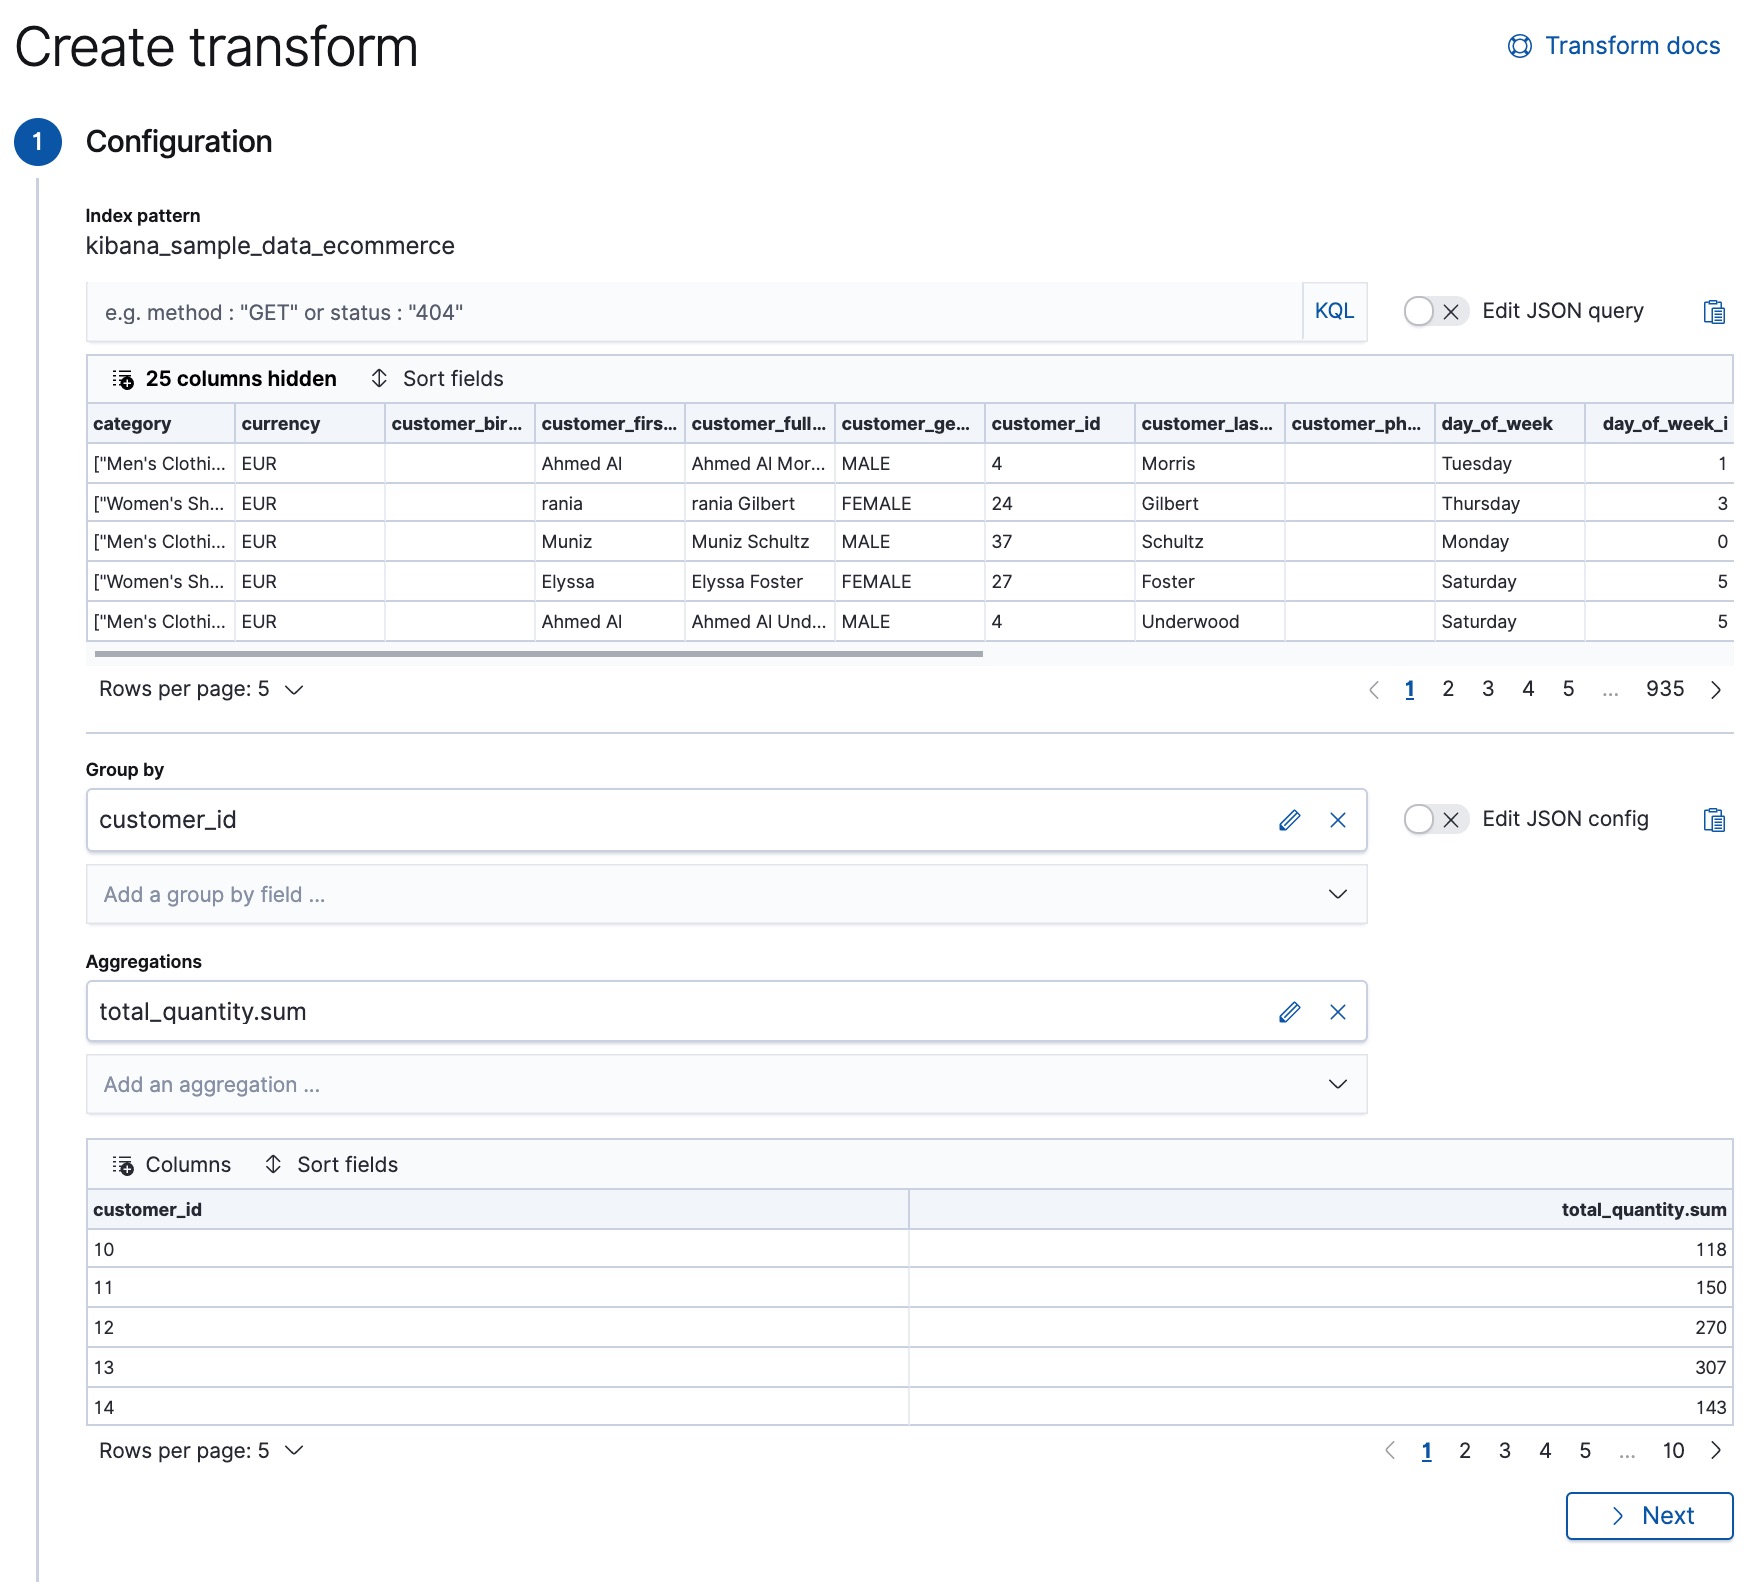 Create transform
Transform docs
1 Configuration
Index pattern
kibana_sample_data_ecommerce
e.g. method : "GET" or status : "404" KQL Edit JSON query
25 columns hidden Sort fields
category currency customer_bir... customer_firs... customer_full... customer_ge... customer_id customer_las... customer_ph... day_of_week day_of_week_i
["Men's Clothi... EUR Ahmed Al Ahmed Al Mor... MALE 4 Morris Tuesday 1
["Women's Sh... EUR rania rania Gilbert FEMALE 24 Gilbert Thursday 3
["Men's Clothi... EUR Muniz Muniz Schultz MALE 37 Schultz Monday 0
["Women's Sh... EUR Elyssa Elyssa Foster FEMALE 27 Foster Saturday 5
["Men's Clothi... EUR Ahmed Al Ahmed Al Und... MALE 4 Underwood Saturday 5
Rows per page: 5 1 2 3 4 5 ... 935
Group by
customer_id Edit JSON config
Add a group by field ...
Aggregations
total_quantity.sum
Add an aggregation ...
Columns Sort fields
customer_id total_quantity.sum
10 118
11 150
12 270
13 307
14 143
Rows per page: 5 1 2 3 4 5 ... 10
Next